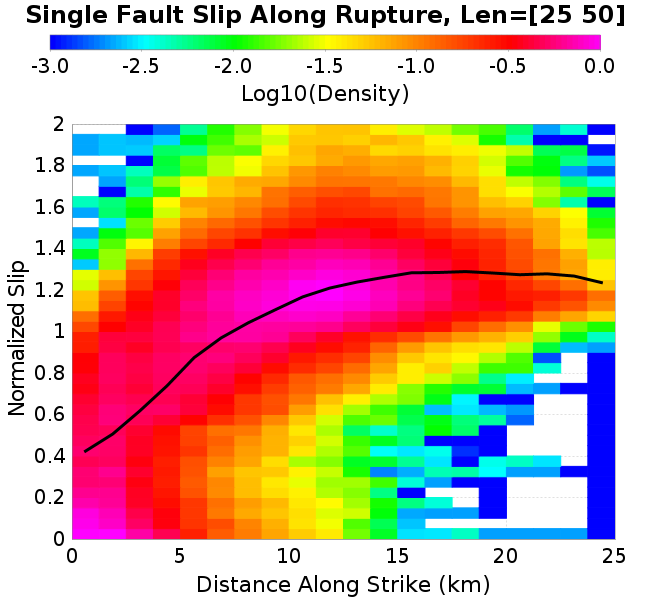 Single Fault Slip Along Rupture, Len=[25 50]
-3.0 -2.5 -2.0 -1.5 -1.0 -0.5 0.0
Log10(Density)
2
1.8
1.6
1.4
1.2
1
0.8
0.6
0.4
0.2
0
Normalized Slip
0 5 10 15 20 25
Distance Along Strike (km)